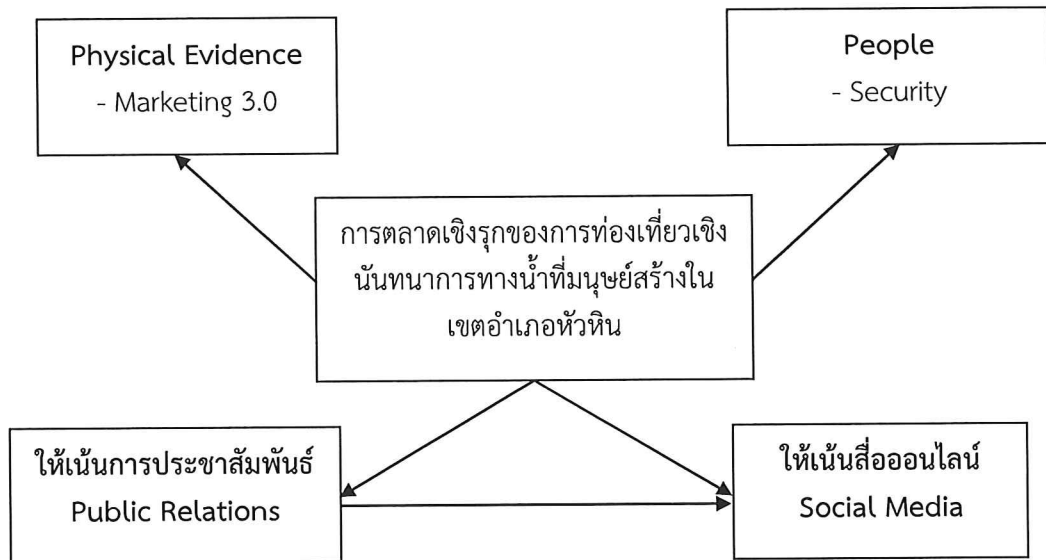 Physical Evidence
- Marketing 3.0
People
- Security
การตลาดเชิงรุกของการท่องเที่ยวเชิง
นันทนาการทางน้ำที่มนุษย์สร้างใน
เขตอำเภอหัวหิน
ให้เน้นการประชาสัมพันธ์
Public Relations
ให้เน้นสื่อออนไลน์
Social Media